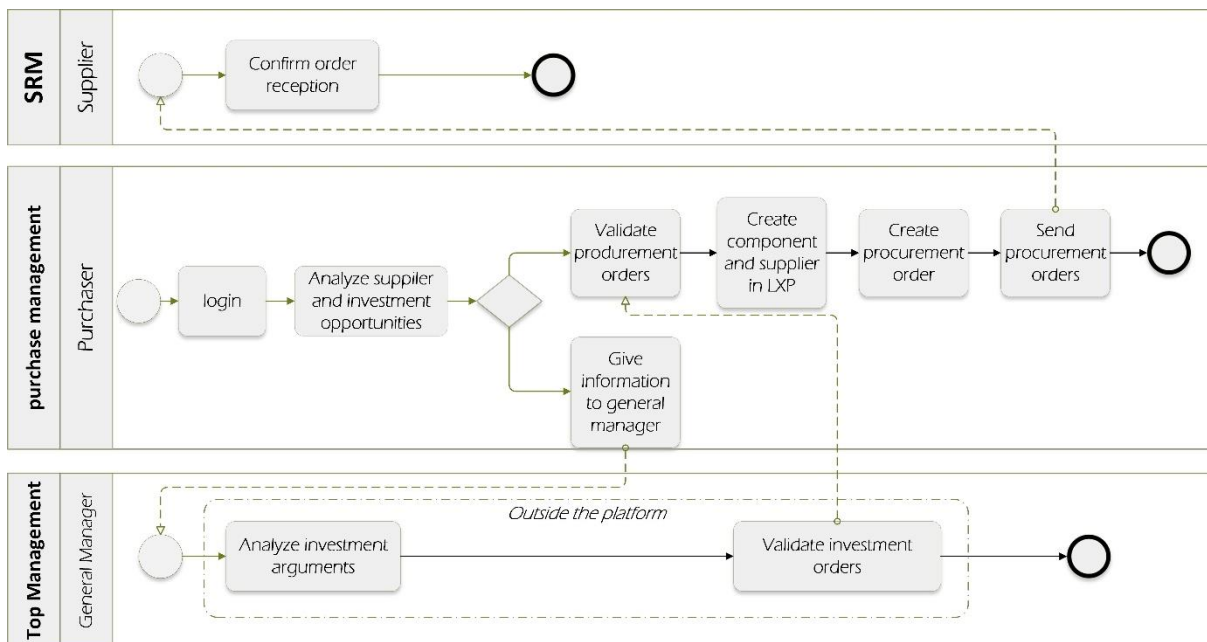 SRM
Supplier
Confirm order
reception
purchase management
Purchaser
login
Analyze suppiler
and investment
opportunities
Validate
produrement
orders
Create
component
and supplier
in LXP
Create
procurement
order
Send
procurement
orders
Give
information
to general
manager
Top Management
General Manager
Outside the platform
Analyze investment
arguments
Validate investment
orders